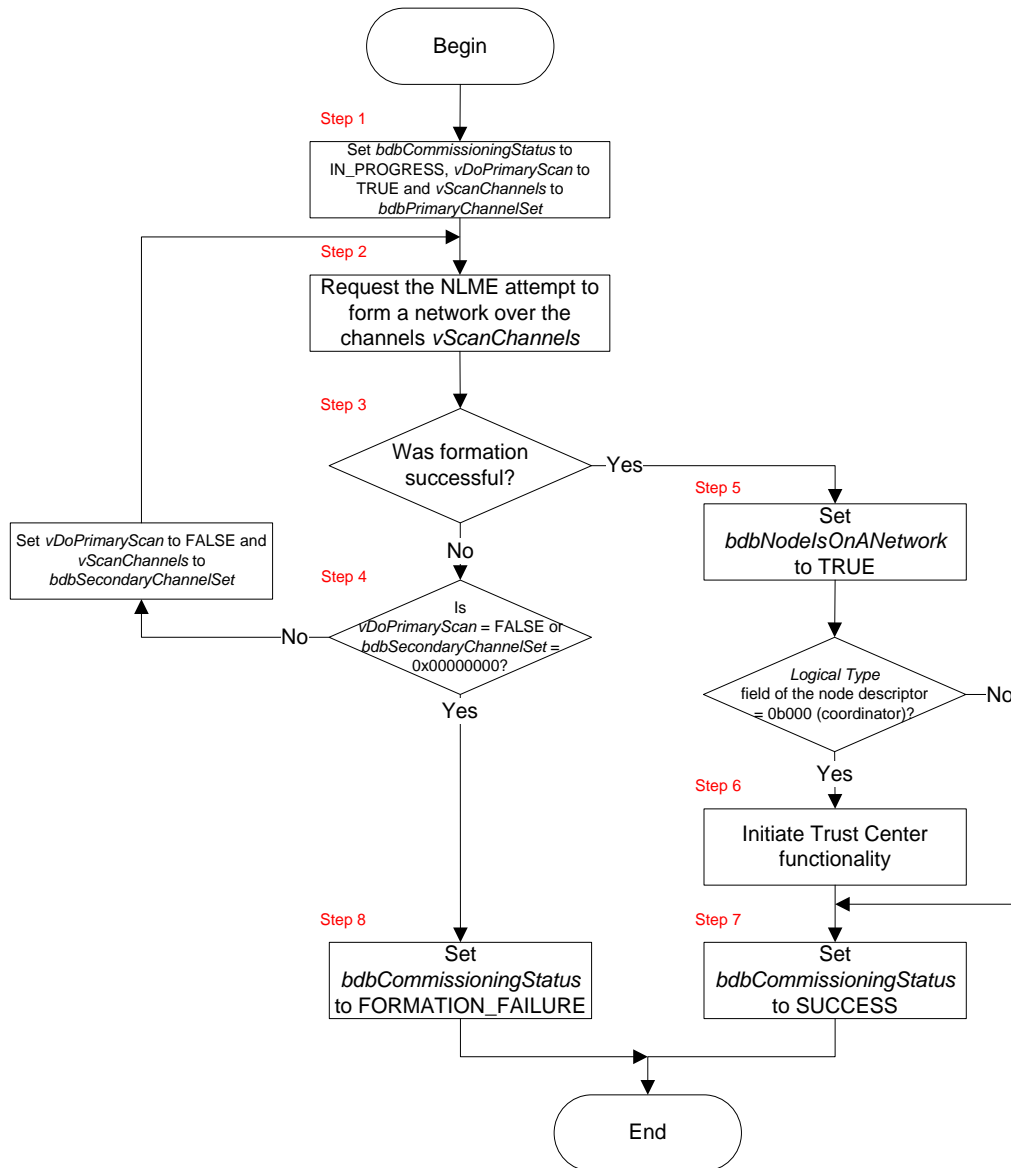 Begin
Step 1
Set bdbCommissioningStatus to
IN_PROGRESS, vDoPrimaryScan to
TRUE and vScanChannels to
bdbPrimaryChannelSet
Step 2
Request the NLME attempt to
form a network over the
channels vScanChannels
Step 3
Was formation
successful?
Yes
No
Step 4
Is
vDoPrimaryScan = FALSE or
bdbSecondaryChannelSet =
0x00000000?
No
Set vDoPrimaryScan to FALSE and
vScanChannels to
bdbSecondaryChannelSet
Yes
Step 5
Set
bdbNodeIsOnANetwork
to TRUE
Logical Type
field of the node descriptor
= 0b000 (coordinator)?
No
Yes
Step 6
Initiate Trust Center
functionality
Step 8
Set
bdbCommissioningStatus
to FORMATION_FAILURE
Step 7
Set
bdbCommissioningStatus
to SUCCESS
End